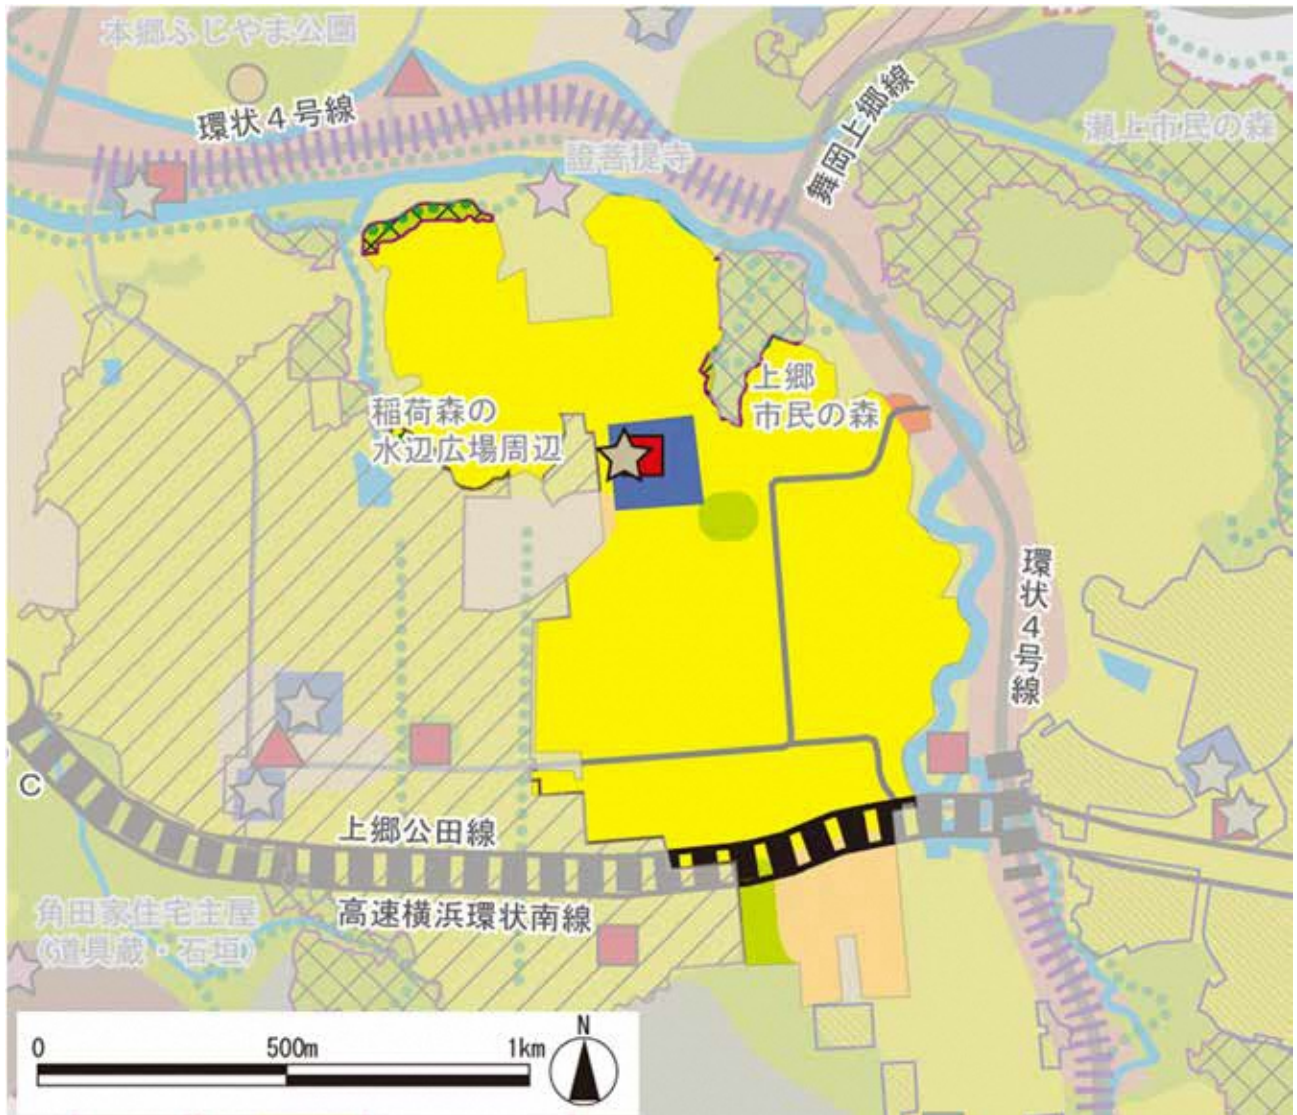 本郷ふじやま公園
環状4号線
舞岡上郷線
瀬上市民の森
證菩提寺
上郷
市民の森
稲荷森の
水辺広場周辺
環状4号線
C
上郷公田線
高速横浜環状南線
角田家住宅主屋
(道具蔵・石垣)
0 500m 1km
N